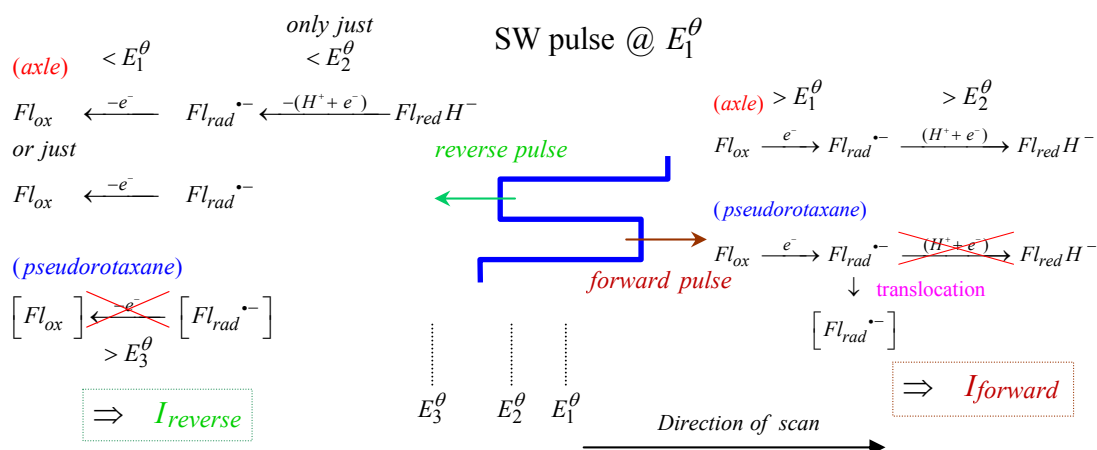 SW pulse @ E₁^θ
only just
< E₁^θ < E₂^θ
(axle)
Fl_ox ←(−e⁻) Fl_rad^•− ←(−(H⁺ + e⁻)) Fl_red H⁻
or just
Fl_ox ←(−e⁻) Fl_rad^•−
(pseudorotaxane)
[Fl_ox] ←(−e⁻) [Fl_rad^•−]
> E₃^θ
⇒ I_reverse
reverse pulse
forward pulse
E₃^θ E₂^θ E₁^θ
Direction of scan
(axle) > E₁^θ > E₂^θ
Fl_ox →(e⁻) Fl_rad^•− →((H⁺ + e⁻)) Fl_red H⁻
(pseudorotaxane)
Fl_ox →(e⁻) Fl_rad^•− →((H⁺ + e⁻)) Fl_red H⁻
↓ translocation
[Fl_rad^•−]
⇒ I_forward